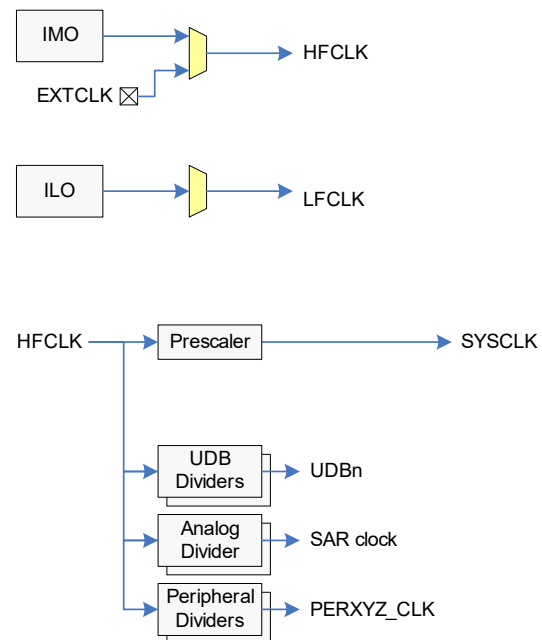 IMO
HFCLK
EXTCLK
ILO
LFCLK
HFCLK
Prescaler
SYSCLK
UDB
Dividers
UDBn
Analog
Divider
SAR clock
Peripheral
Dividers
PERXYZ_CLK